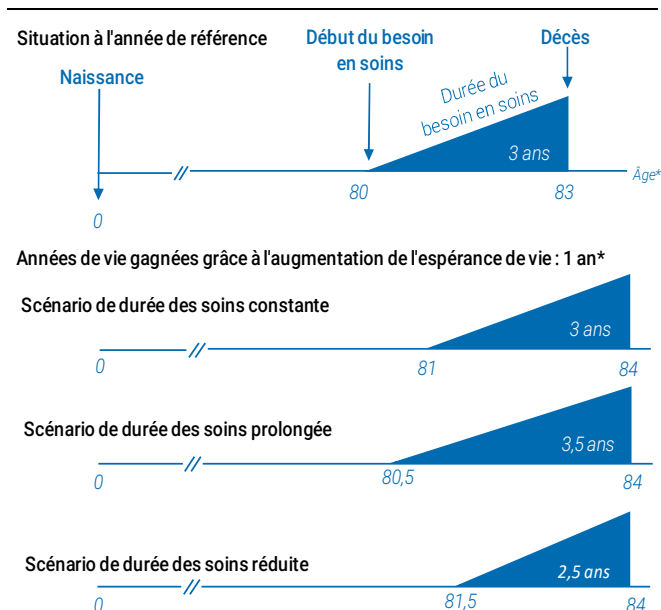 Situation à l'année de référence
Début du besoin
en soins
Décès
Naissance
Durée du
besoin en soins
3 ans
Âge*
80
83
0
Années de vie gagnées grâce à l'augmentation de l'espérance de vie : 1 an*
Scénario de durée des soins constante
3 ans
0
81
84
Scénario de durée des soins prolongée
3,5 ans
0
80,5
84
Scénario de durée des soins réduite
2,5 ans
0
81,5
84